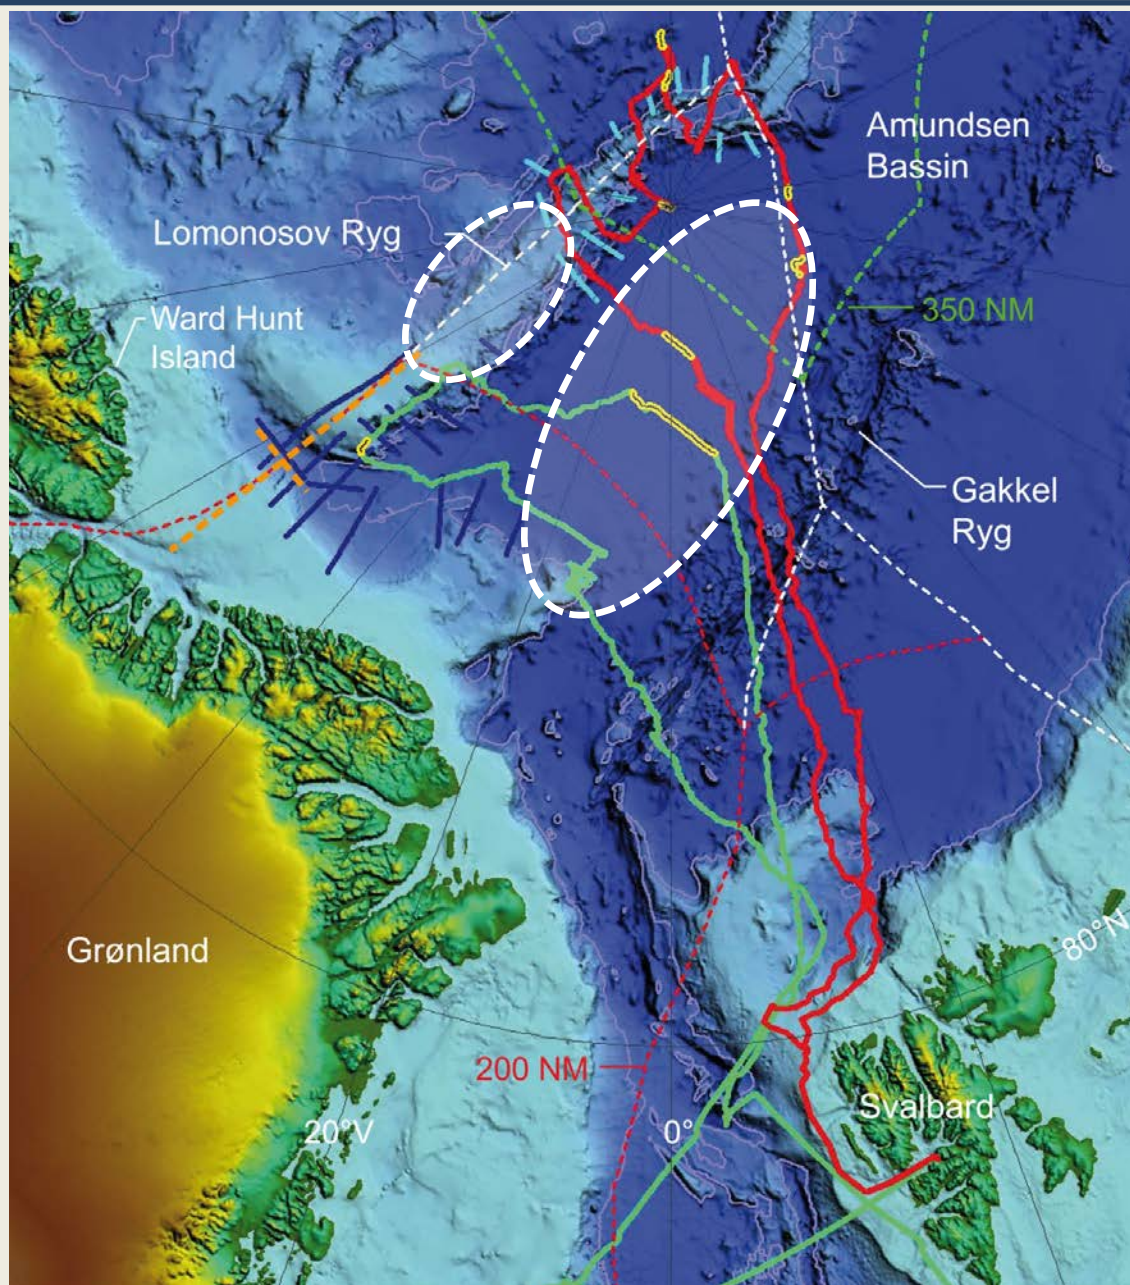 Amundsen
Bassin
Lomonosov Ryg
350 NM
Ward Hunt
Island
Gakkel
Ryg
Grønland
80°N
200 NM
Svalbard
20°V
0°